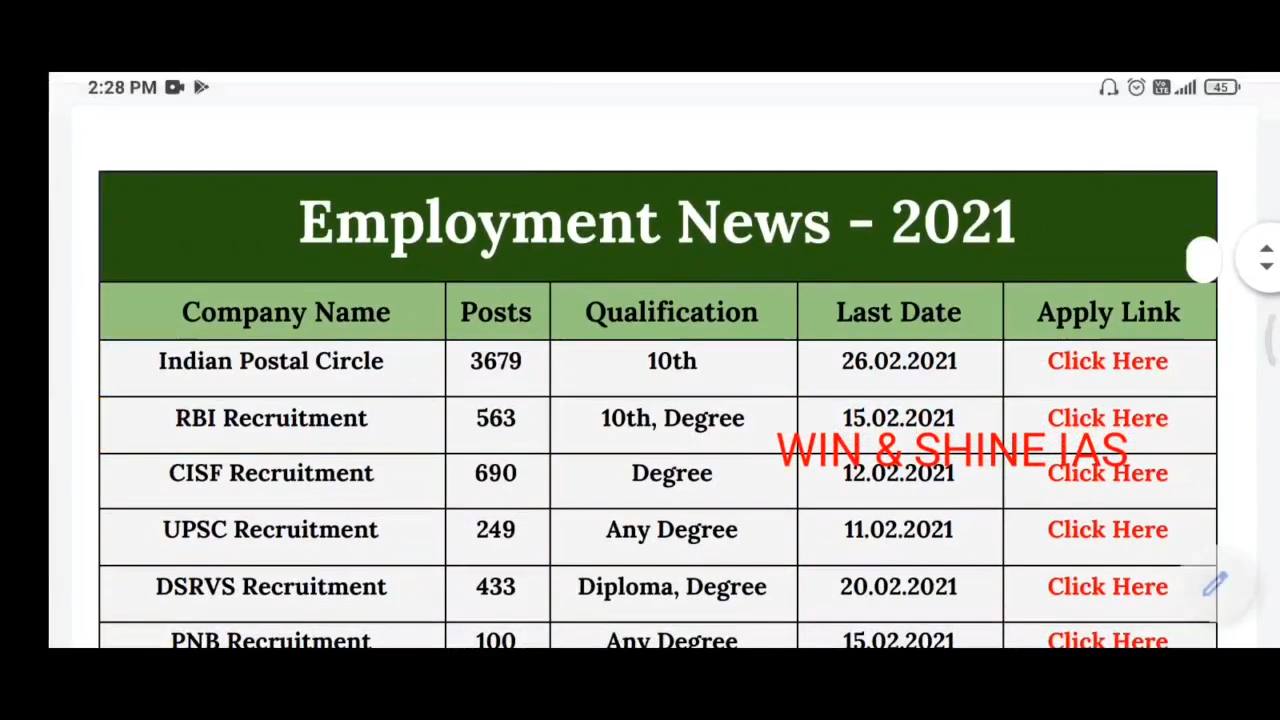 2:28 PM
45
Employment News - 2021
Company Name Posts Qualification Last Date Apply Link
Indian Postal Circle 3679 10th 26.02.2021 Click Here
RBI Recruitment 563 10th, Degree 15.02.2021 Click Here
WIN & SHINE IAS
CISF Recruitment 690 Degree 12.02.2021 Click Here
UPSC Recruitment 249 Any Degree 11.02.2021 Click Here
DSRVS Recruitment 433 Diploma, Degree 20.02.2021 Click Here
PNB Recruitment 100 Any Degree 15.02.2021 Click Here